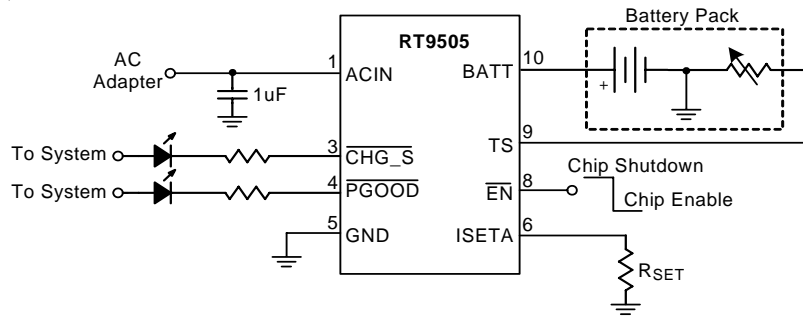 Battery Pack
RT9505
AC
Adapter
1
ACIN
1uF
BATT
10
+
To System
3
CHG_S
TS
9
To System
4
PGOOD
EN
8
Chip Shutdown
Chip Enable
5
GND
ISETA
6
RSET